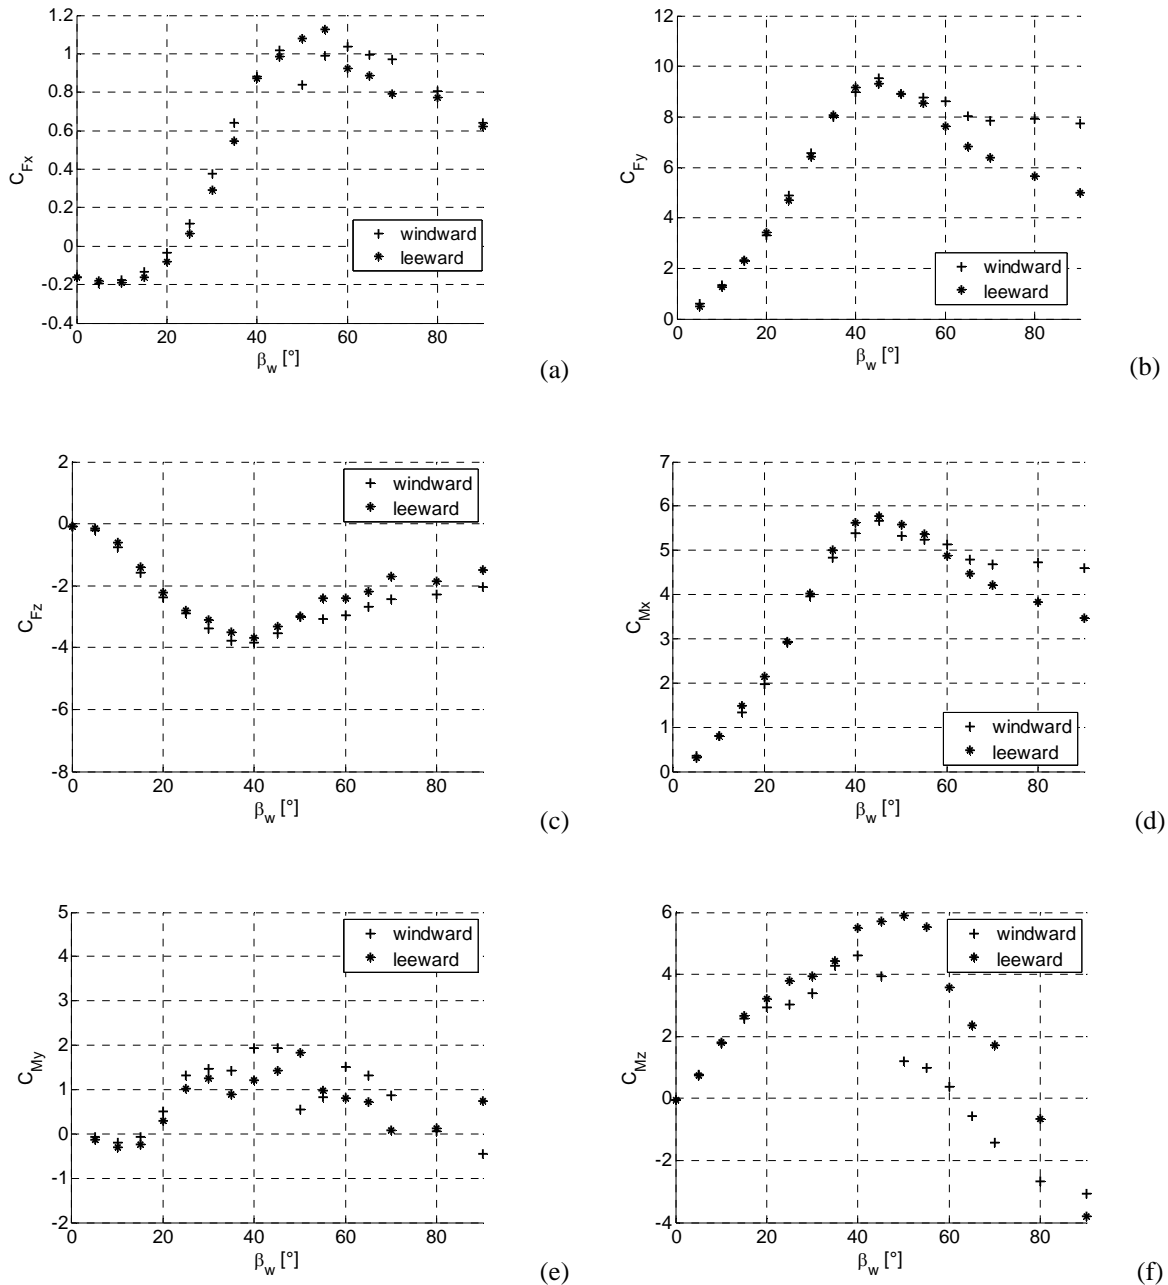 1.2
1
0.8
0.6
0.4
0.2
0
-0.2
-0.4
C_Fx
windward
leeward
0 20 40 60 80
β_w [°]
(a)
12
10
8
6
4
2
0
C_Fy
windward
leeward
0 20 40 60 80
β_w [°]
(b)
2
0
-2
-4
-6
-8
C_Fz
windward
leeward
0 20 40 60 80
β_w [°]
(c)
7
6
5
4
3
2
1
0
C_Mx
windward
leeward
0 20 40 60 80
β_w [°]
(d)
5
4
3
2
1
0
-1
-2
C_My
windward
leeward
0 20 40 60 80
β_w [°]
(e)
6
4
2
0
-2
-4
C_Mz
windward
leeward
0 20 40 60 80
β_w [°]
(f)